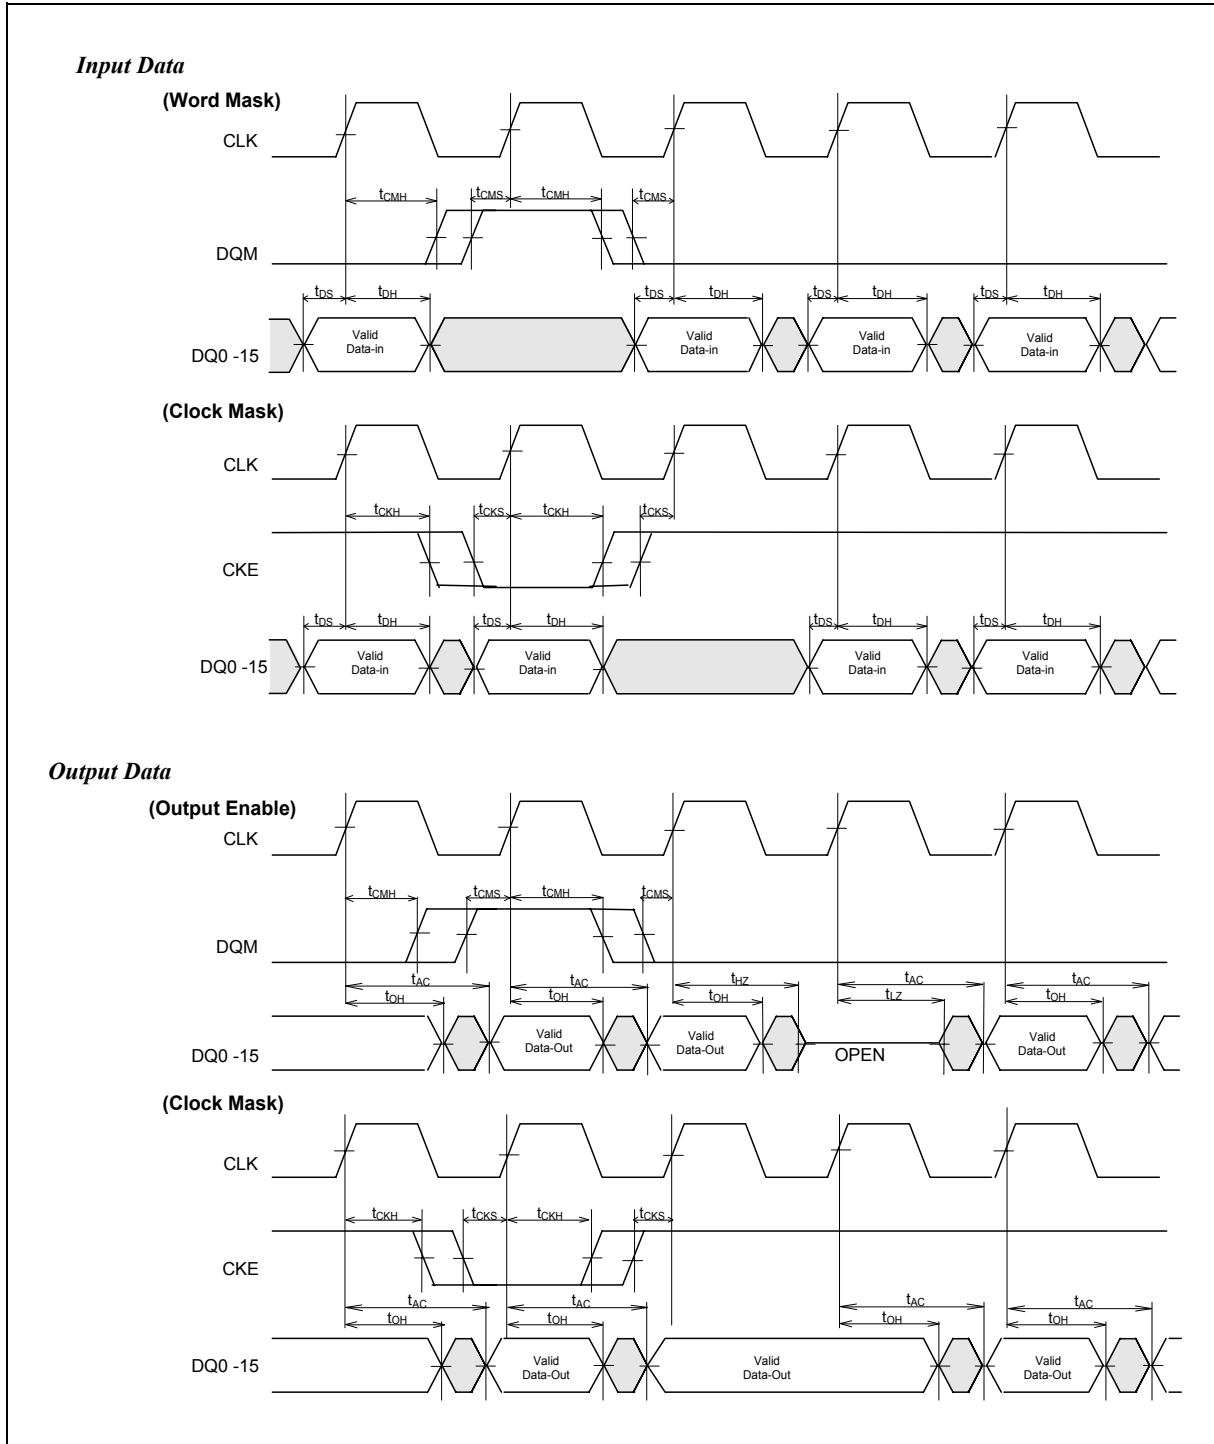 Input Data
(Word Mask)
CLK
tCMH tCMS tCMH tCMS
DQM
tDS tDH tDS tDH tDS tDH tDS tDH
Valid Data-in Valid Data-in Valid Data-in Valid Data-in
DQ0 -15
(Clock Mask)
CLK
tCKH tCKS tCKH tCKS
CKE
tDS tDH tDS tDH tDS tDH tDS tDH
Valid Data-in Valid Data-in Valid Data-in Valid Data-in
DQ0 -15
Output Data
(Output Enable)
CLK
tCMH tCMS tCMH tCMS
DQM
tAC tAC tHZ tAC tAC
tOH tOH tOH tLZ tOH
Valid Data-Out Valid Data-Out OPEN Valid Data-Out
DQ0 -15
(Clock Mask)
CLK
tCKH tCKS tCKH tCKS
CKE
tAC tAC tAC tAC
tOH tOH tOH tOH
Valid Data-Out Valid Data-Out Valid Data-Out
DQ0 -15